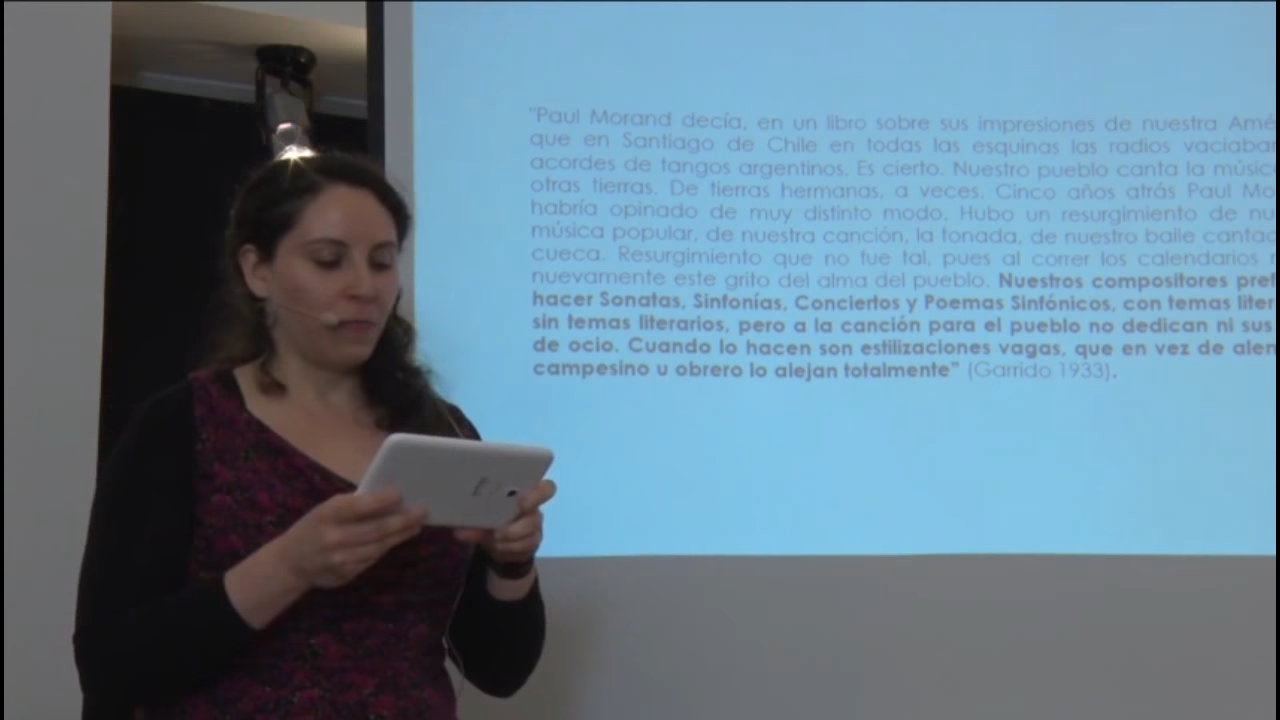 "Paul Morand decía, en un libro sobre sus impresiones de nuestra Amé
que en Santiago de Chile en todas las esquinas las radios vaciaba
acordes de tangos argentinos. Es cierto. Nuestro pueblo canta la músic
otras tierras. De tierras hermanas, a veces. Cinco años atrás Paul Mo
habría opinado de muy distinto modo. Hubo un resurgimiento de nu
música popular, de nuestra canción, la tonada, de nuestro baile canta
cueca. Resurgimiento que no fue tal, pues al correr los calendarios
nuevamente este grito del alma del pueblo. Nuestros compositores pref
hacer Sonatas, Sinfonías, Conciertos y Poemas Sinfónicos, con temas liter
sin temas literarios, pero a la canción para el pueblo no dedican ni sus
de ocio. Cuando lo hacen son estilizaciones vagas, que en vez de alen
campesino u obrero lo alejan totalmente" (Garrido 1933).